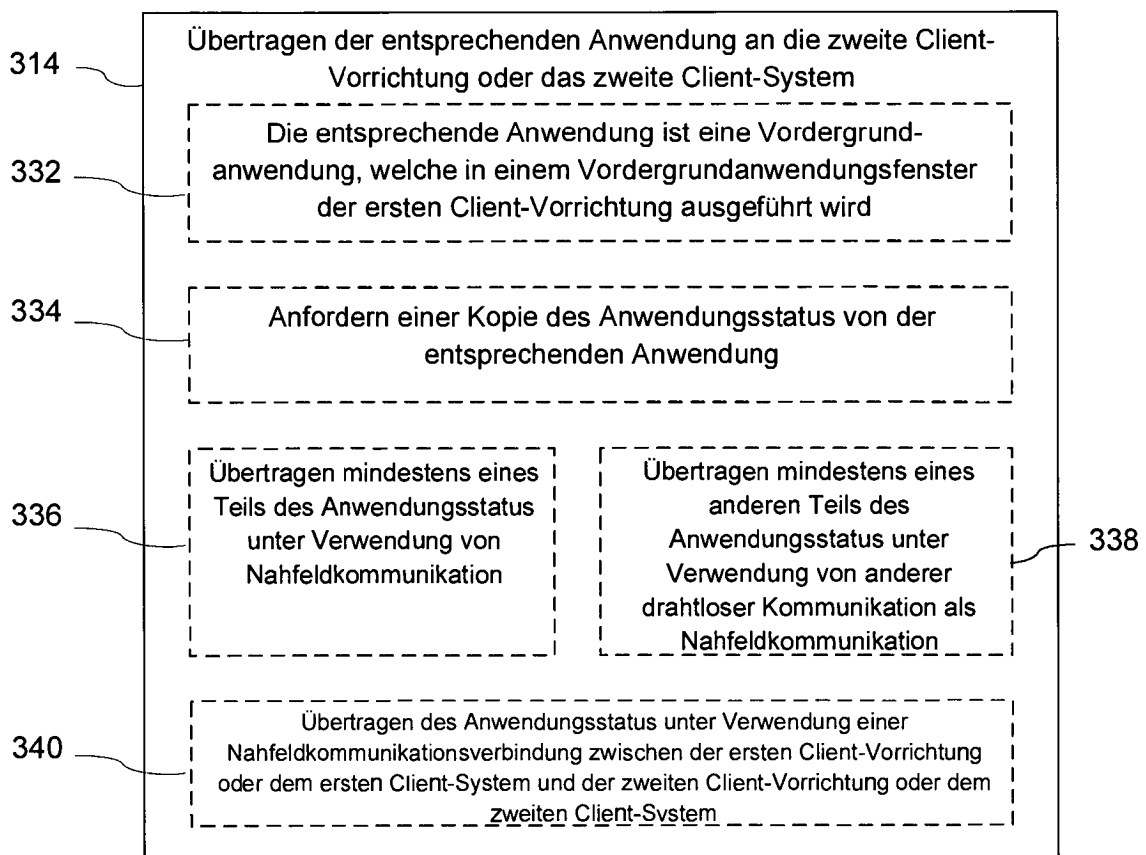 314
Übertragen der entsprechenden Anwendung an die zweite Client-
Vorrichtung oder das zweite Client-System
332
Die entsprechende Anwendung ist eine Vordergrund-
anwendung, welche in einem Vordergrundanwendungsfenster
der ersten Client-Vorrichtung ausgeführt wird
334
Anfordern einer Kopie des Anwendungsstatus von der
entsprechenden Anwendung
336
Übertragen mindestens eines
Teils des Anwendungsstatus
unter Verwendung von
Nahfeldkommunikation
Übertragen mindestens eines
anderen Teils des
Anwendungsstatus unter
Verwendung von anderer
drahtloser Kommunikation als
Nahfeldkommunikation
338
340
Übertragen des Anwendungsstatus unter Verwendung einer
Nahfeldkommunikationsverbindung zwischen der ersten Client-Vorrichtung
oder dem ersten Client-System und der zweiten Client-Vorrichtung oder dem
zweiten Client-System